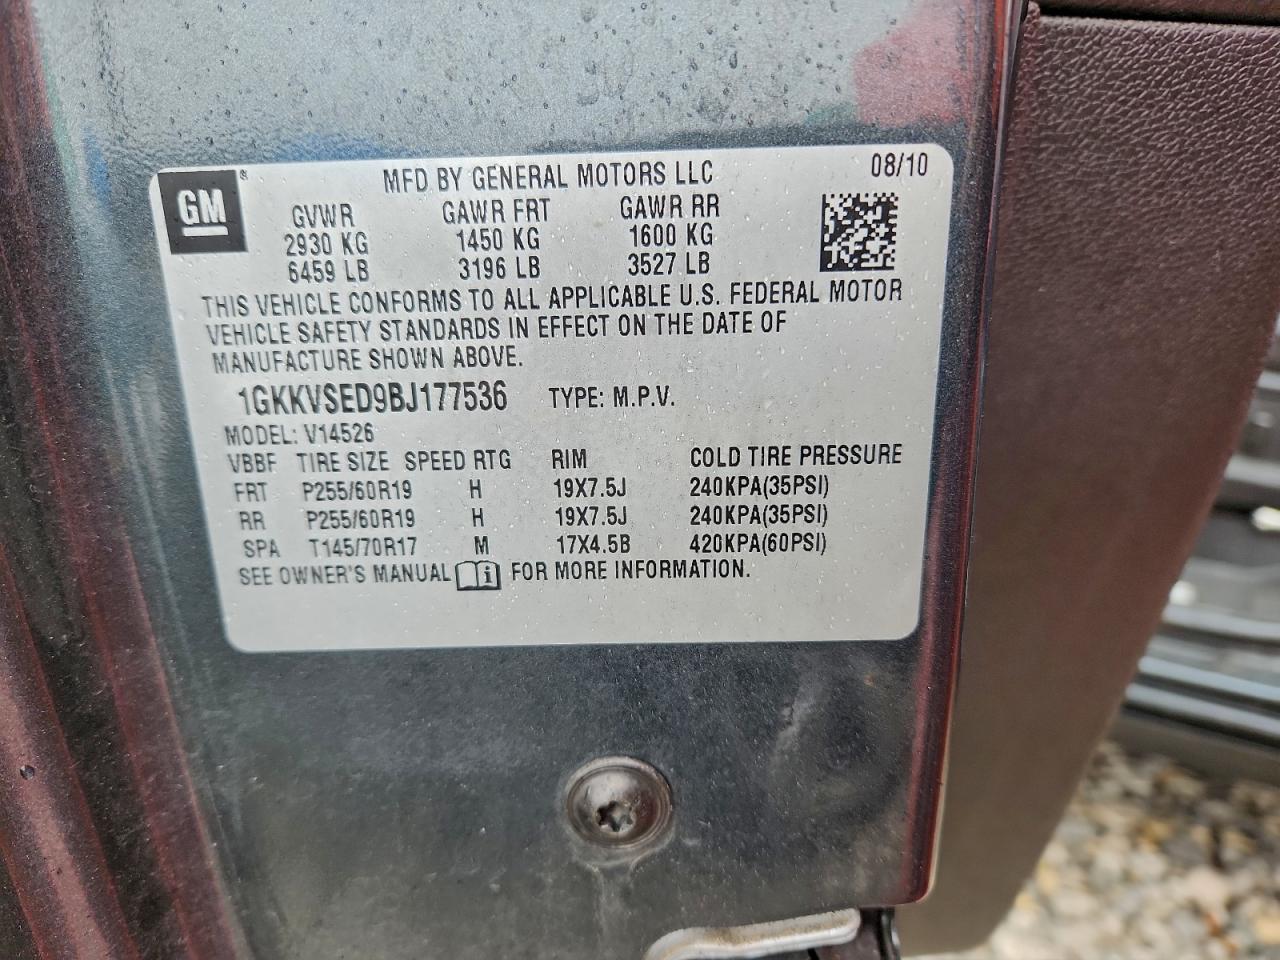 GM ®
MFD BY GENERAL MOTORS LLC 08/10
GVWR GAWR FRT GAWR RR
2930 KG 1450 KG 1600 KG
6459 LB 3196 LB 3527 LB
THIS VEHICLE CONFORMS TO ALL APPLICABLE U.S. FEDERAL MOTOR
VEHICLE SAFETY STANDARDS IN EFFECT ON THE DATE OF
MANUFACTURE SHOWN ABOVE.
1GKKVSED9BJ177536 TYPE: M.P.V.
MODEL: V14526
VBBF TIRE SIZE SPEED RTG RIM COLD TIRE PRESSURE
FRT P255/60R19 H 19X7.5J 240KPA(35PSI)
RR P255/60R19 H 19X7.5J 240KPA(35PSI)
SPA T145/70R17 M 17X4.5B 420KPA(60PSI)
SEE OWNER'S MANUAL i FOR MORE INFORMATION.